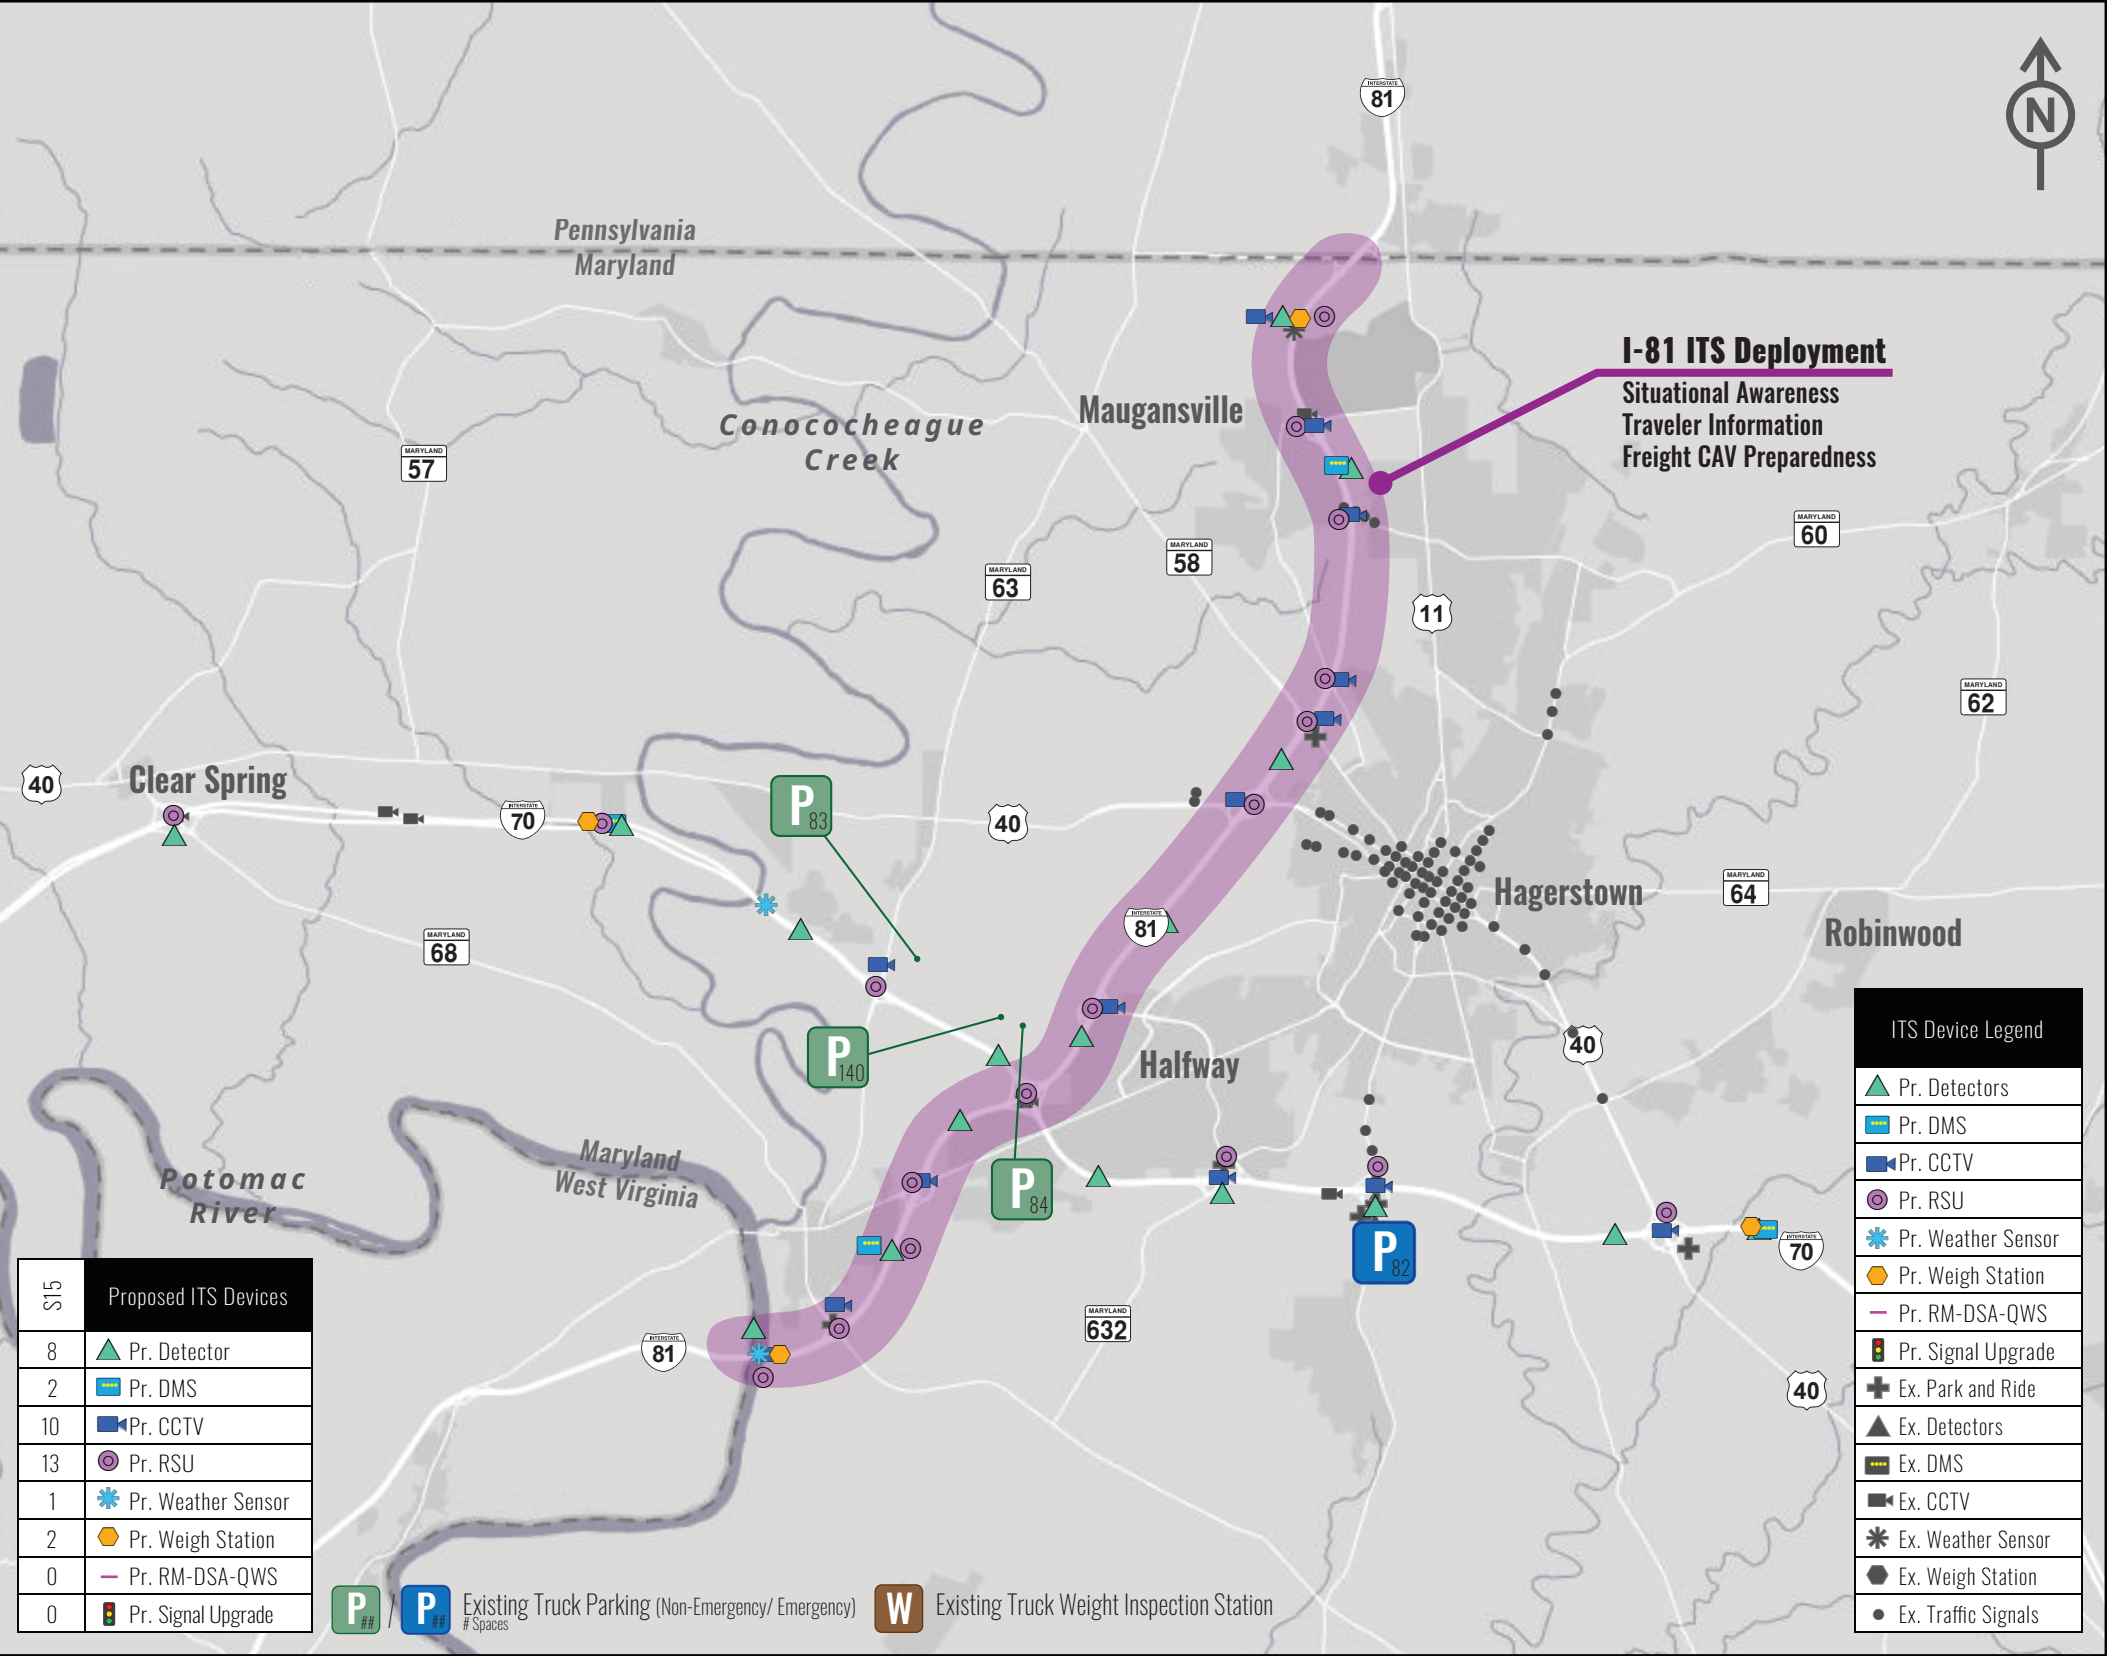 INTERSTATE
81
N
Pennsylvania
Maryland
I-81 ITS Deployment
Situational Awareness
Traveler Information
Freight CAV Preparedness
Maugansville
Conococheague
Creek
MARYLAND
57
MARYLAND
60
MARYLAND
58
MARYLAND
63
11
MARYLAND
62
40
Clear Spring
INTERSTATE
70
P
83
40
Hagerstown
MARYLAND
64
Robinwood
INTERSTATE
81
MARYLAND
68
P
140
Halfway
40
Potomac
River
Maryland
West Virginia
P
84
P
82
INTERSTATE
70
MARYLAND
632
INTERSTATE
81
40
ITS Device Legend
Pr. Detectors
Pr. DMS
Pr. CCTV
Pr. RSU
Pr. Weather Sensor
Pr. Weigh Station
Pr. RM-DSA-QWS
Pr. Signal Upgrade
Ex. Park and Ride
Ex. Detectors
Ex. DMS
Ex. CCTV
Ex. Weather Sensor
Ex. Weigh Station
Ex. Traffic Signals
S15 Proposed ITS Devices
8 Pr. Detector
2 Pr. DMS
10 Pr. CCTV
13 Pr. RSU
1 Pr. Weather Sensor
2 Pr. Weigh Station
0 Pr. RM-DSA-QWS
0 Pr. Signal Upgrade
P ## / P ## Existing Truck Parking (Non-Emergency/ Emergency)
# Spaces
W Existing Truck Weight Inspection Station